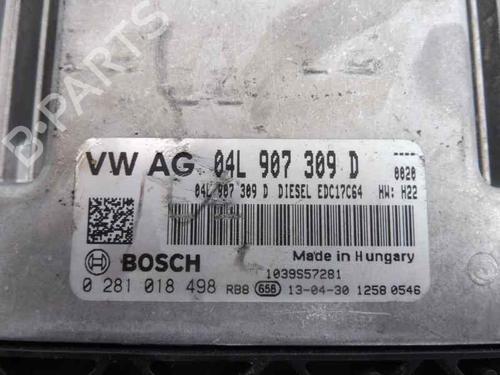 B-PARTS
VW AG 04L 907 309 D 0020
04L 907 309 D DIESEL EDC17C64 HW: H22
Made in Hungary
BOSCH 1039S57281
0 281 018 498 RB8 656 13-04-30 1258 0546